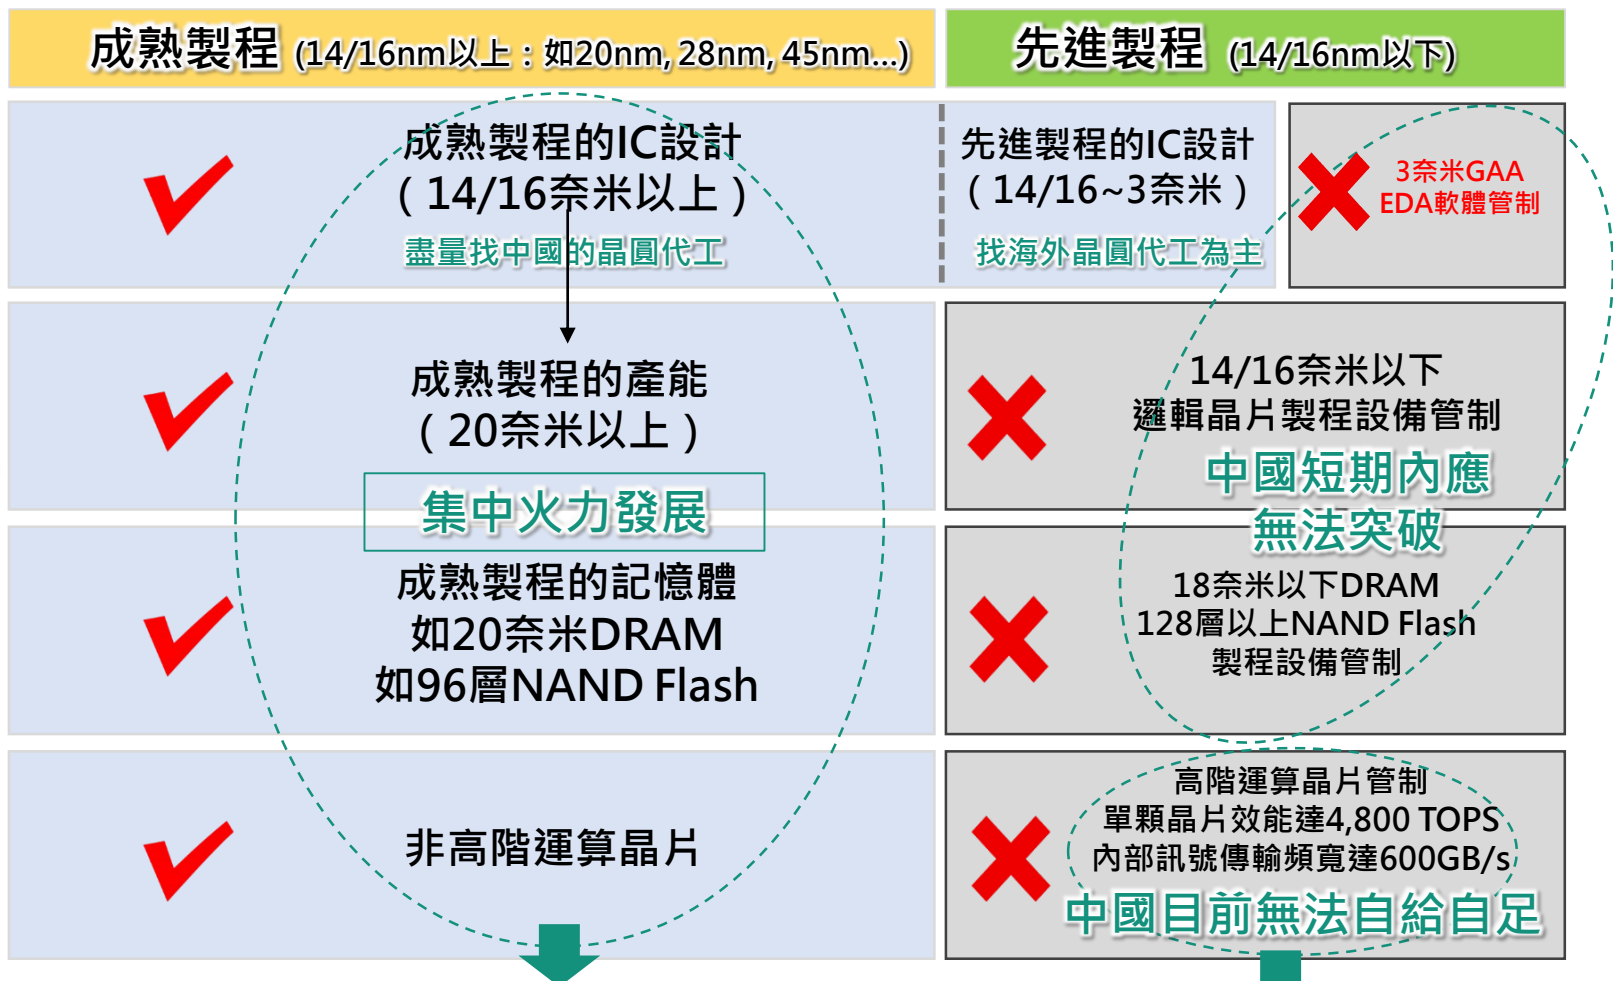 成熟製程 (14/16nm以上：如20nm, 28nm, 45nm...)
先進製程 (14/16nm以下)
成熟製程的IC設計
（14/16奈米以上）
盡量找中國的晶圓代工
先進製程的IC設計
（14/16~3奈米）
找海外晶圓代工為主
3奈米GAA
EDA軟體管制
成熟製程的產能
（20奈米以上）
14/16奈米以下
邏輯晶片製程設備管制
中國短期內應
無法突破
集中火力發展
成熟製程的記憶體
如20奈米DRAM
如96層NAND Flash
18奈米以下DRAM
128層以上NAND Flash
製程設備管制
非高階運算晶片
高階運算晶片管制
單顆晶片效能達4,800 TOPS
內部訊號傳輸頻寬達600GB/s
中國目前無法自給自足